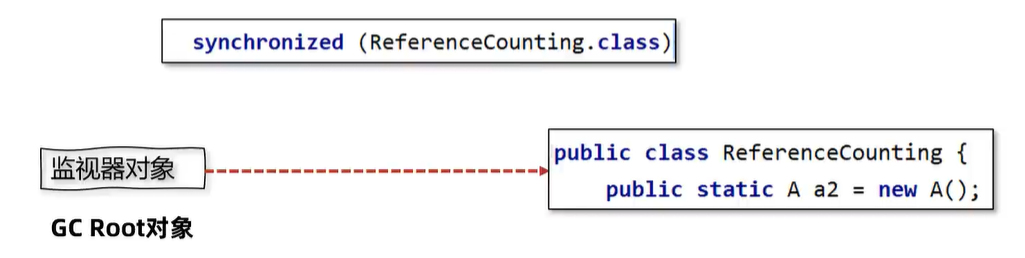 synchronized (ReferenceCounting.class)
监视器对象
public class ReferenceCounting {
public static A a2 = new A();
GC Root对象